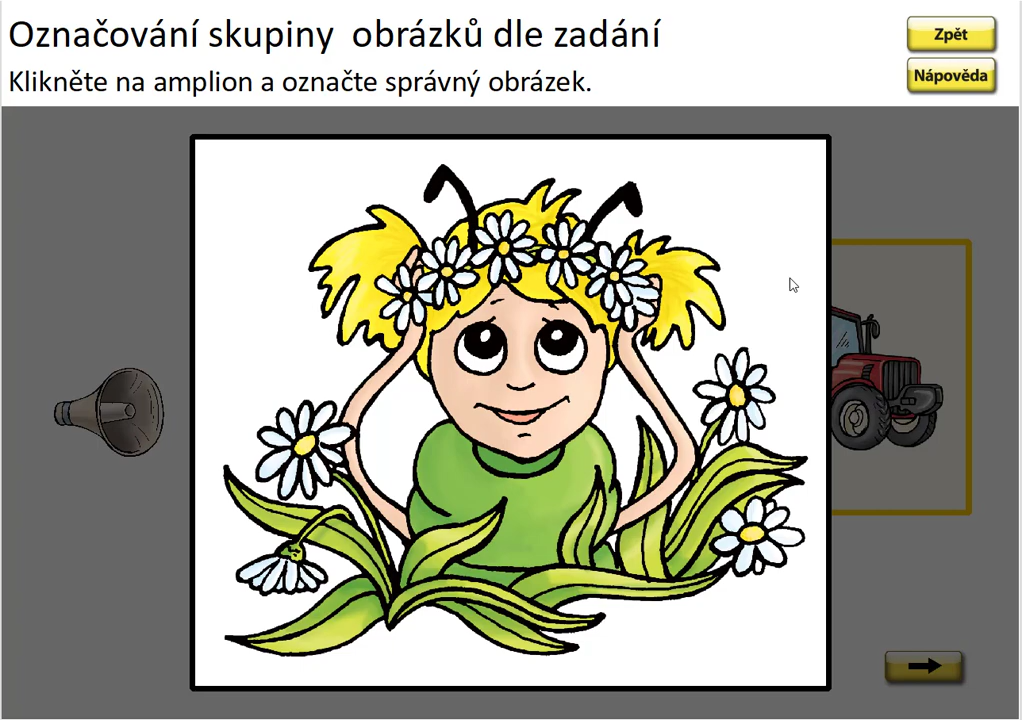 Označování skupiny obrázků dle zadání
Zpět
Klikněte na amplion a označte správný obrázek.
Nápověda